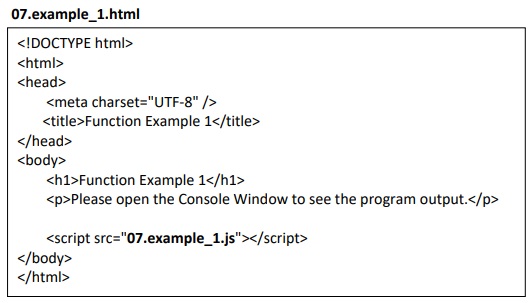 07.example_1.html
<!DOCTYPE html>
<html>
<head>
<meta charset="UTF-8" />
<title>Function Example 1</title>
</head>
<body>
<h1>Function Example 1</h1>
<p>Please open the Console Window to see the program output.</p>
<script src="07.example_1.js"></script>
</body>
</html>